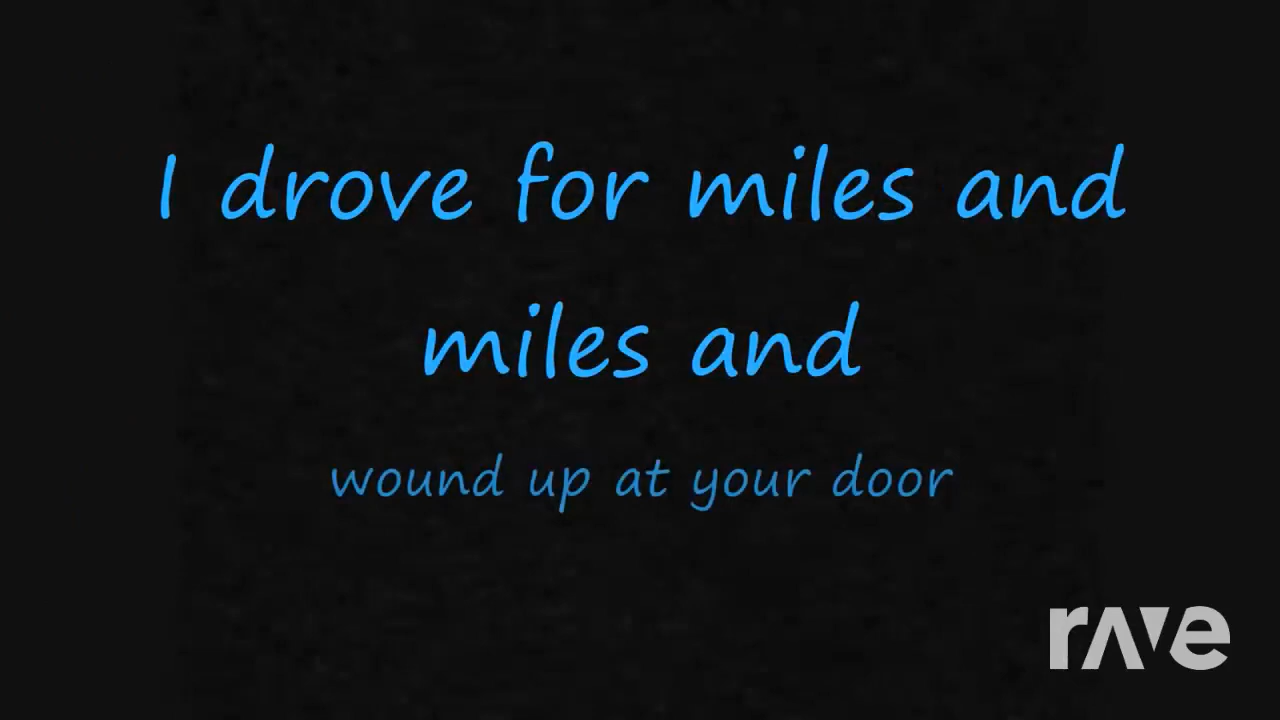 I drove for miles and
miles and
wound up at your door
rave